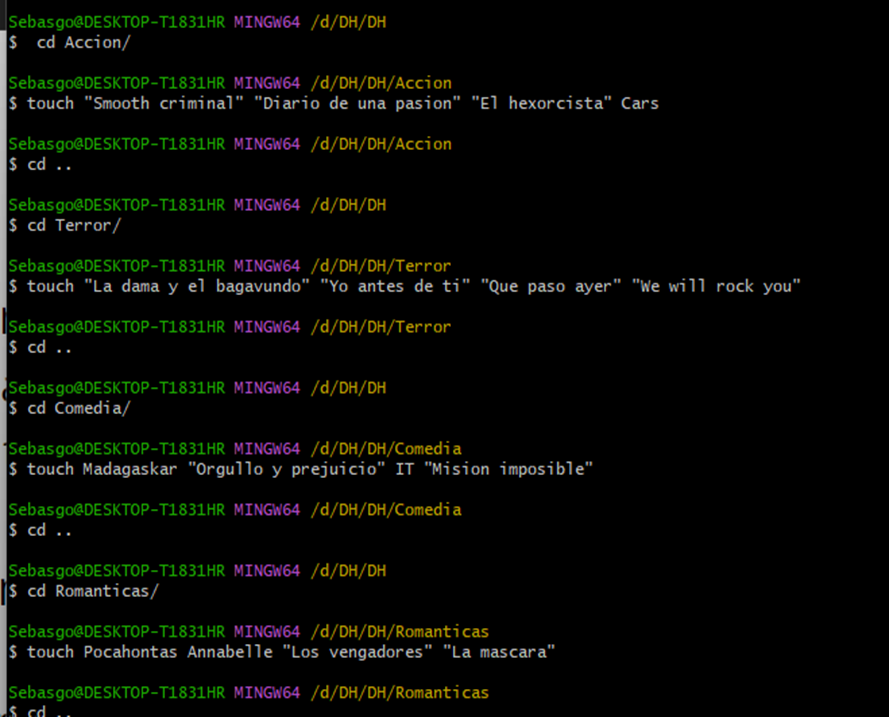 Sebasgo@DESKTOP-T1831HR MINGW64 /d/DH/DH
$  cd Accion/
Sebasgo@DESKTOP-T1831HR MINGW64 /d/DH/DH/Accion
$ touch "Smooth criminal" "Diario de una pasion" "El hexorcista" Cars
Sebasgo@DESKTOP-T1831HR MINGW64 /d/DH/DH/Accion
$ cd ..
Sebasgo@DESKTOP-T1831HR MINGW64 /d/DH/DH
$ cd Terror/
Sebasgo@DESKTOP-T1831HR MINGW64 /d/DH/DH/Terror
$ touch "La dama y el bagavundo" "Yo antes de ti" "Que paso ayer" "We will rock you"
Sebasgo@DESKTOP-T1831HR MINGW64 /d/DH/DH/Terror
$ cd ..
Sebasgo@DESKTOP-T1831HR MINGW64 /d/DH/DH
$ cd Comedia/
Sebasgo@DESKTOP-T1831HR MINGW64 /d/DH/DH/Comedia
$ touch Madagaskar "Orgullo y prejuicio" IT "Mision imposible"
Sebasgo@DESKTOP-T1831HR MINGW64 /d/DH/DH/Comedia
$ cd ..
Sebasgo@DESKTOP-T1831HR MINGW64 /d/DH/DH
$ cd Romanticas/
Sebasgo@DESKTOP-T1831HR MINGW64 /d/DH/DH/Romanticas
$ touch Pocahontas Annabelle "Los vengadores" "La mascara"
Sebasgo@DESKTOP-T1831HR MINGW64 /d/DH/DH/Romanticas
$ cd ..